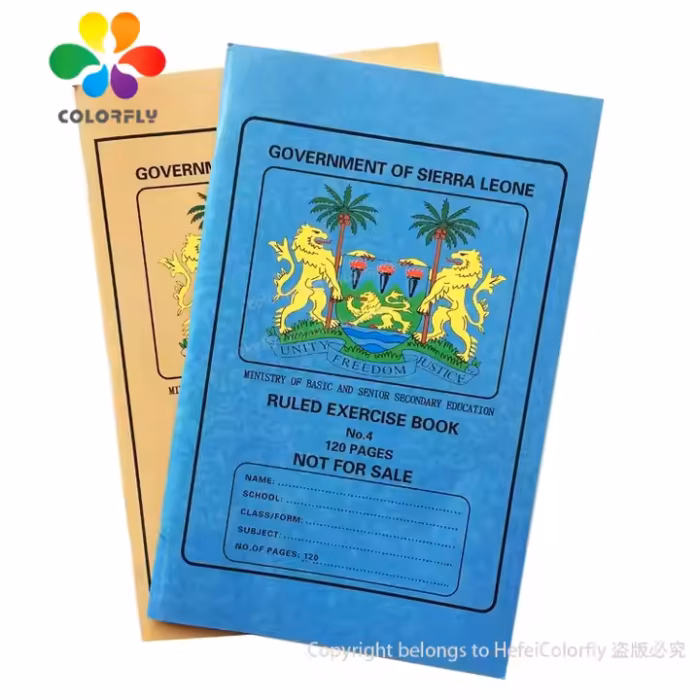 COLORFLY
GOVERNM
MI
GOVERNMENT OF SIERRA LEONE
UNITY FREEDOM JUSTICE
MINISTRY OF BASIC AND SENIOR SECONDARY EDUCATION
RULED EXERCISE BOOK
No.4
120 PAGES
NOT FOR SALE
NAME:
SCHOOL:
CLASS/FORM:
SUBJECT:
NO.OF PAGES: 120
Copyright belongs to HefeiColorfly 盗版必究